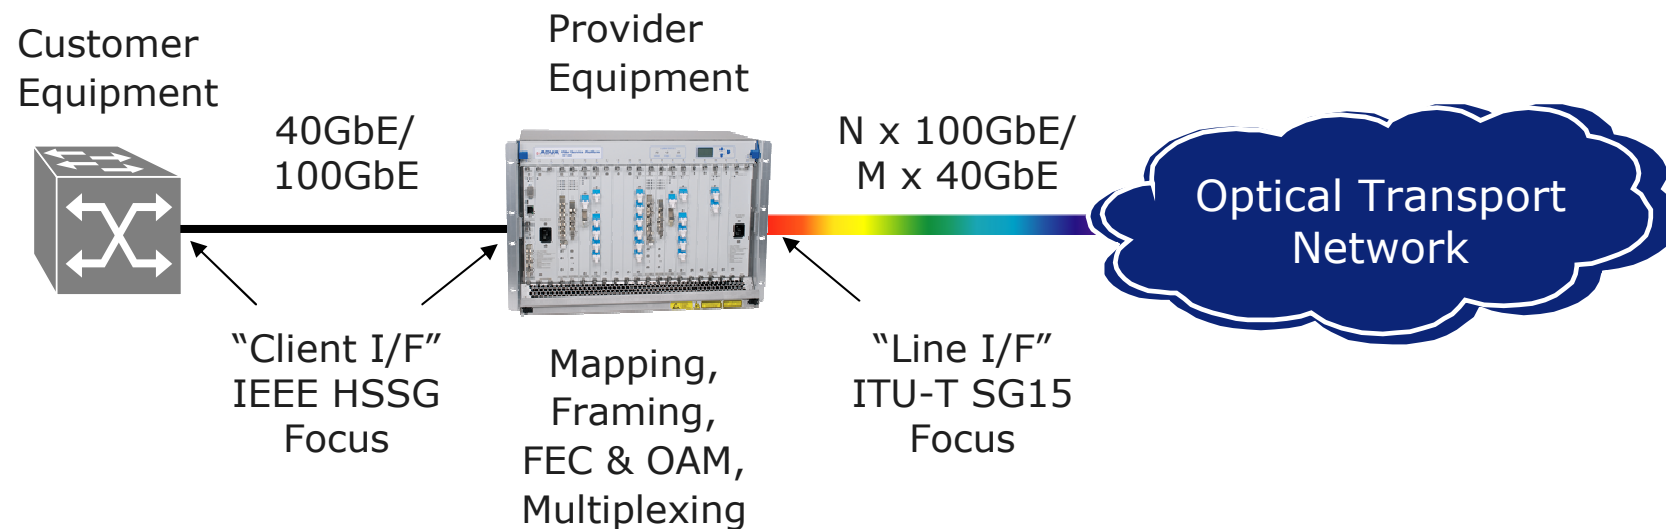 Customer
Equipment
Provider
Equipment
40GbE/
100GbE
N x 100GbE/
M x 40GbE
Optical Transport
Network
“Client I/F”
IEEE HSSG
Focus
Mapping,
Framing,
FEC & OAM,
Multiplexing
“Line I/F”
ITU-T SG15
Focus